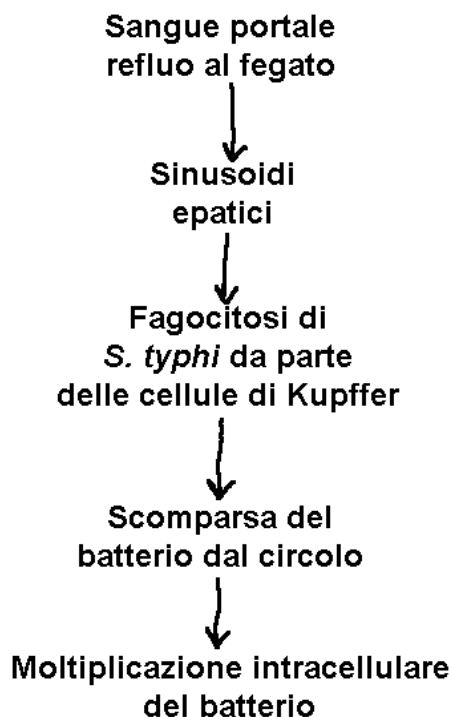 Sangue portale
refluo al fegato
Sinusoidi
epatici
Fagocitosi di
S. typhi da parte
delle cellule di Kupffer
Scomparsa del
batterio dal circolo
Moltiplicazione intracellulare
del batterio